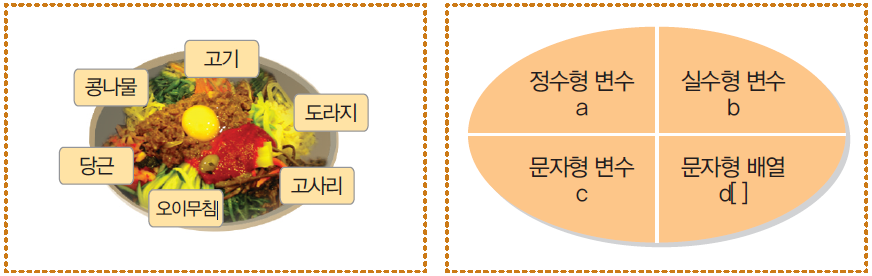 고기
콩나물
도라지
당근
고사리
오이무침
정수형 변수
a
실수형 변수
b
문자형 변수
c
문자형 배열
d[ ]